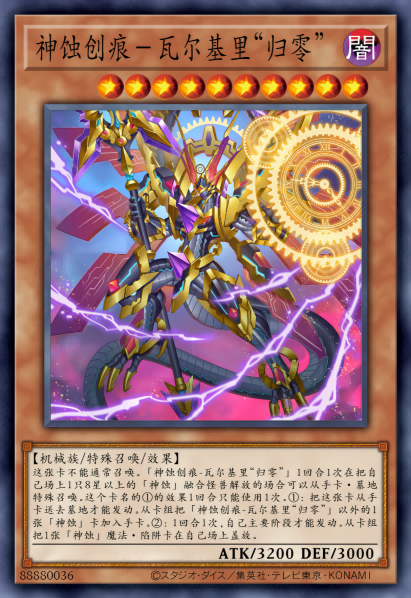 神蚀创痕－瓦尔基里“归零”
闇
【机械族/特殊召唤/效果】
这张卡不能通常召唤。「神蚀创痕-瓦尔基里“归零”」1回合1次在把自
己场上1只8星以上的「神蚀」融合怪兽解放的场合可以从手卡·墓地
特殊召唤。这个卡名的①的效果1回合只能使用1次。①：把这张卡从手
卡送去墓地才能发动。从卡组把「神蚀创痕-瓦尔基里“归零”」以外的1
张「神蚀」卡加入手卡。②：1回合1次，自己主要阶段才能发动。从卡组
把1张「神蚀」魔法·陷阱卡在自己场上盖放。
ATK/3200 DEF/3000
88880036
©スタジオ・ダイス／集英社・テレビ東京・KONAMI